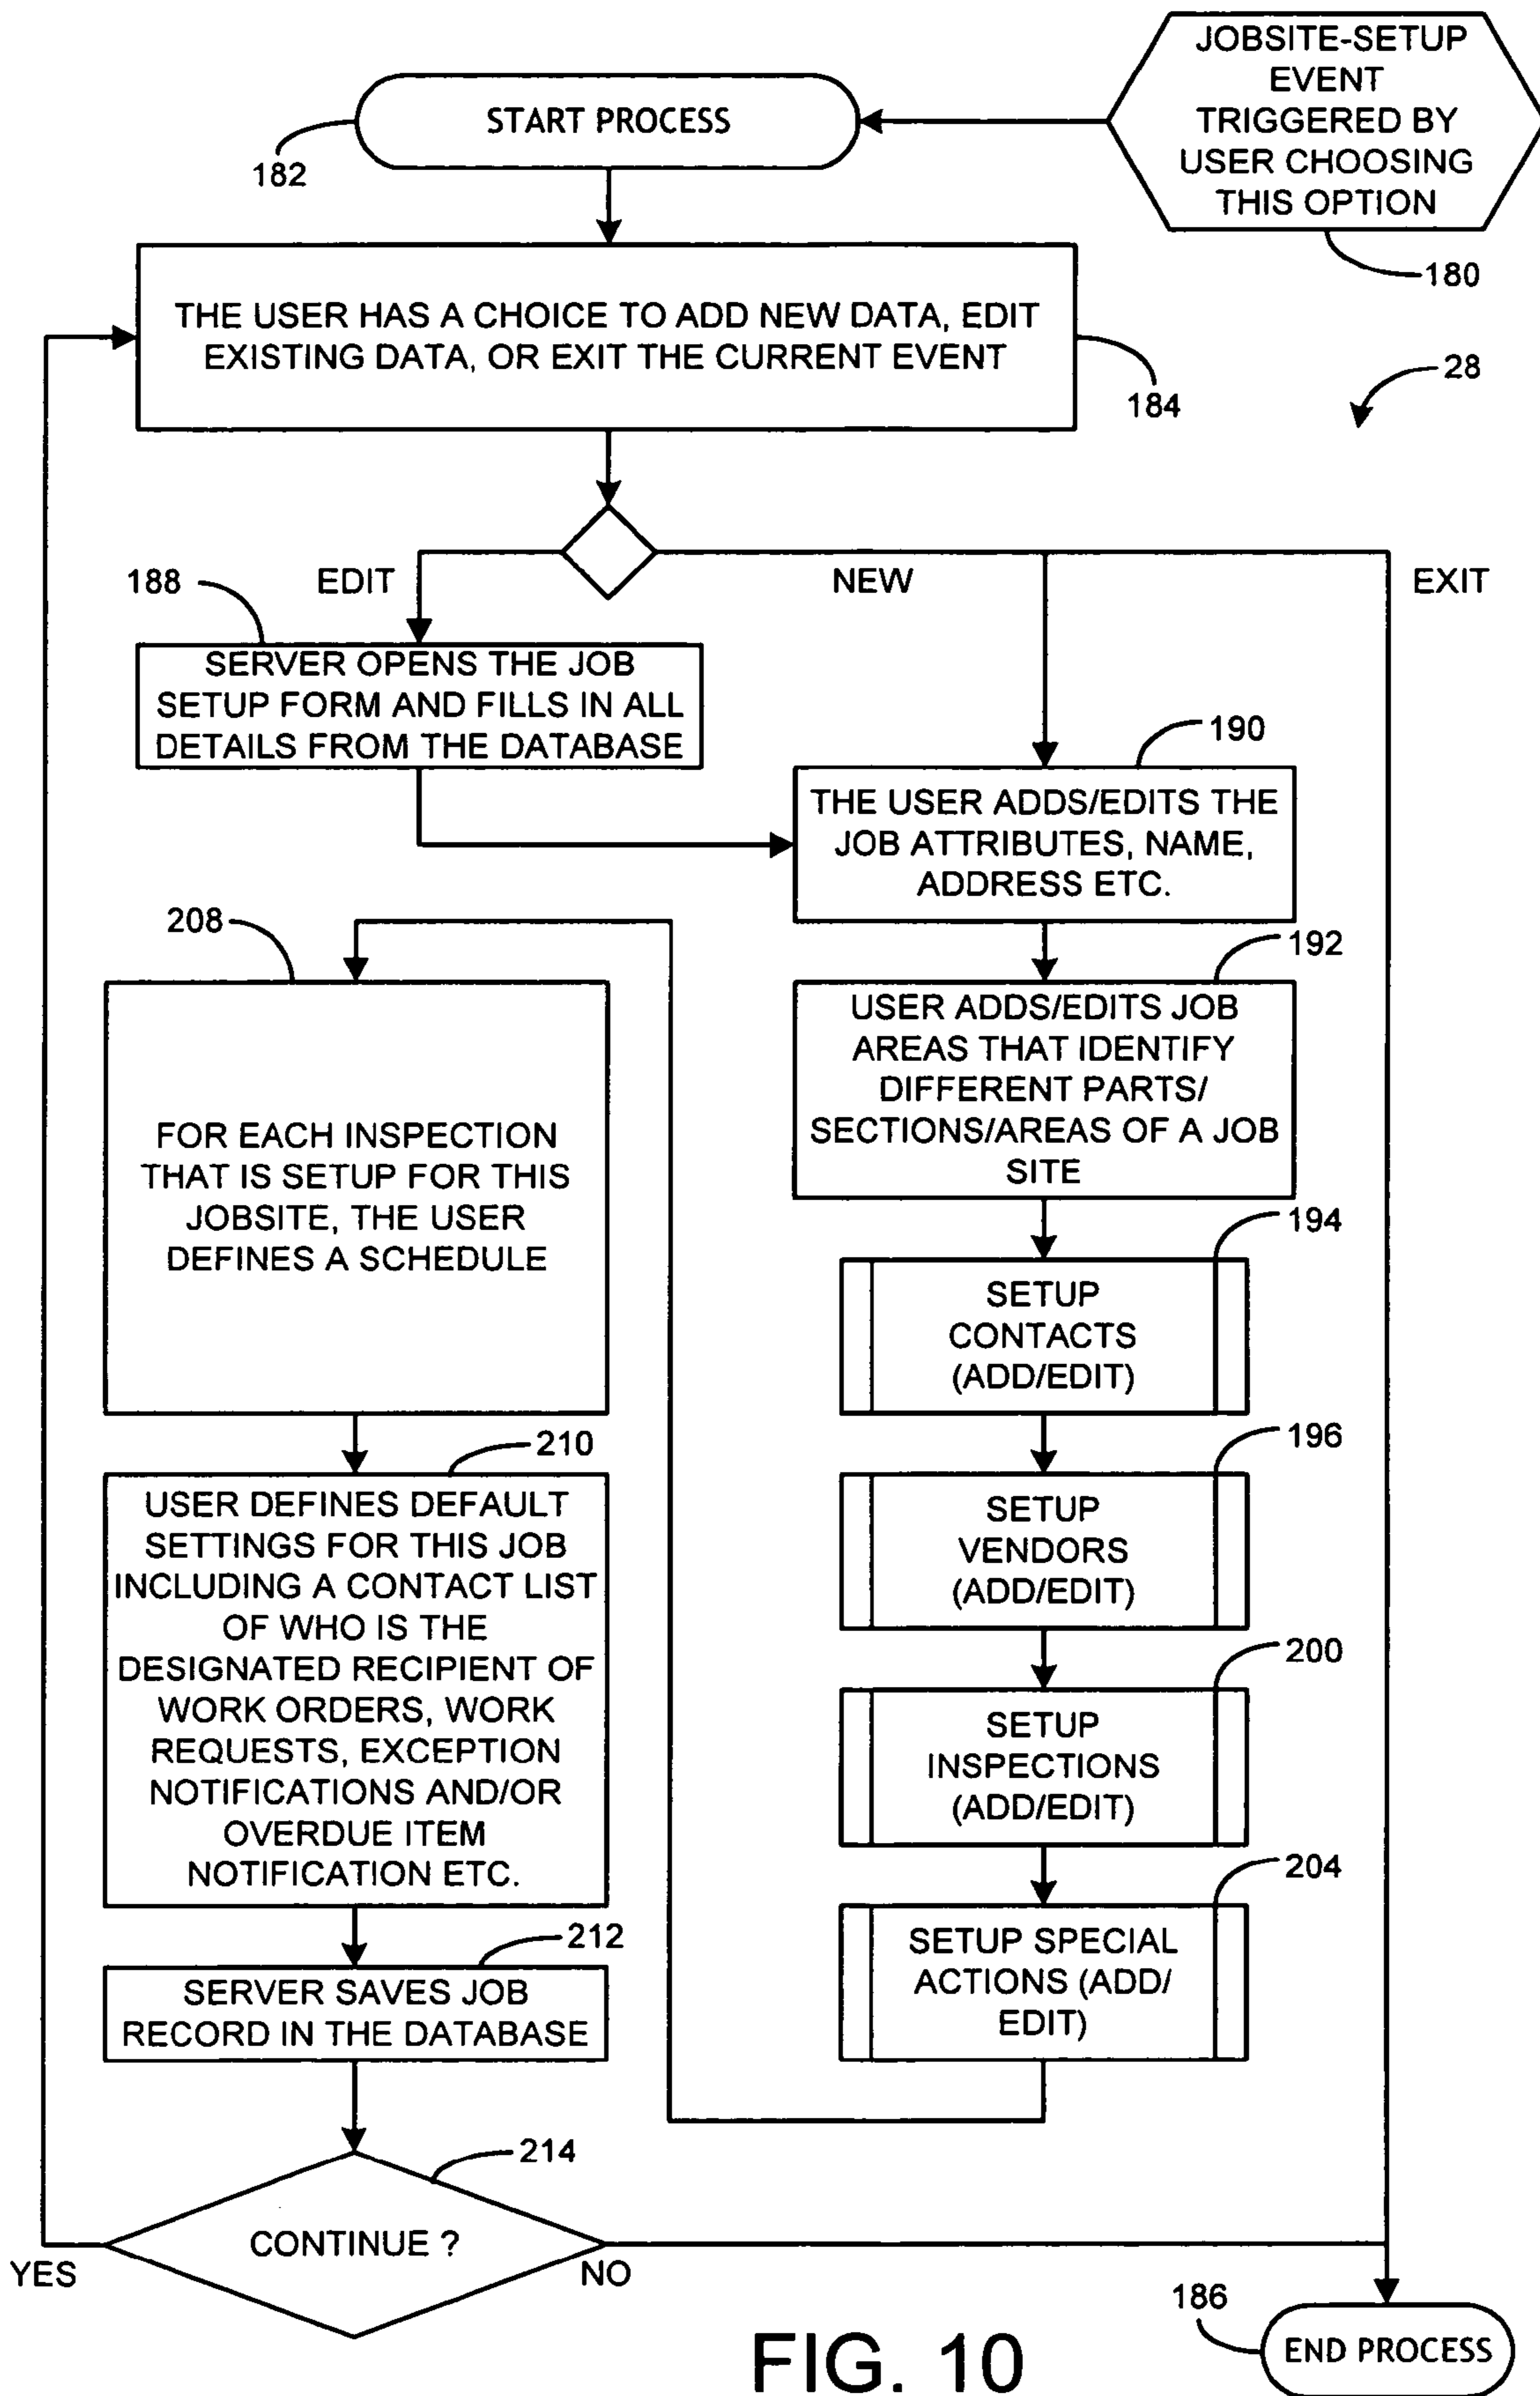 JOBSITE-SETUP
EVENT
TRIGGERED BY
USER CHOOSING
THIS OPTION
180
START PROCESS
182
THE USER HAS A CHOICE TO ADD NEW DATA, EDIT
EXISTING DATA, OR EXIT THE CURRENT EVENT
184
28
EDIT
NEW
EXIT
188
SERVER OPENS THE JOB
SETUP FORM AND FILLS IN ALL
DETAILS FROM THE DATABASE
190
THE USER ADDS/EDITS THE
JOB ATTRIBUTES, NAME,
ADDRESS ETC.
192
USER ADDS/EDITS JOB
AREAS THAT IDENTIFY
DIFFERENT PARTS/
SECTIONS/AREAS OF A JOB
SITE
194
SETUP
CONTACTS
(ADD/EDIT)
196
SETUP
VENDORS
(ADD/EDIT)
200
SETUP
INSPECTIONS
(ADD/EDIT)
204
SETUP SPECIAL
ACTIONS (ADD/
EDIT)
208
FOR EACH INSPECTION
THAT IS SETUP FOR THIS
JOBSITE, THE USER
DEFINES A SCHEDULE
210
USER DEFINES DEFAULT
SETTINGS FOR THIS JOB
INCLUDING A CONTACT LIST
OF WHO IS THE
DESIGNATED RECIPIENT OF
WORK ORDERS, WORK
REQUESTS, EXCEPTION
NOTIFICATIONS AND/OR
OVERDUE ITEM
NOTIFICATION ETC.
212
SERVER SAVES JOB
RECORD IN THE DATABASE
214
CONTINUE ?
YES
NO
186
END PROCESS
FIG. 10